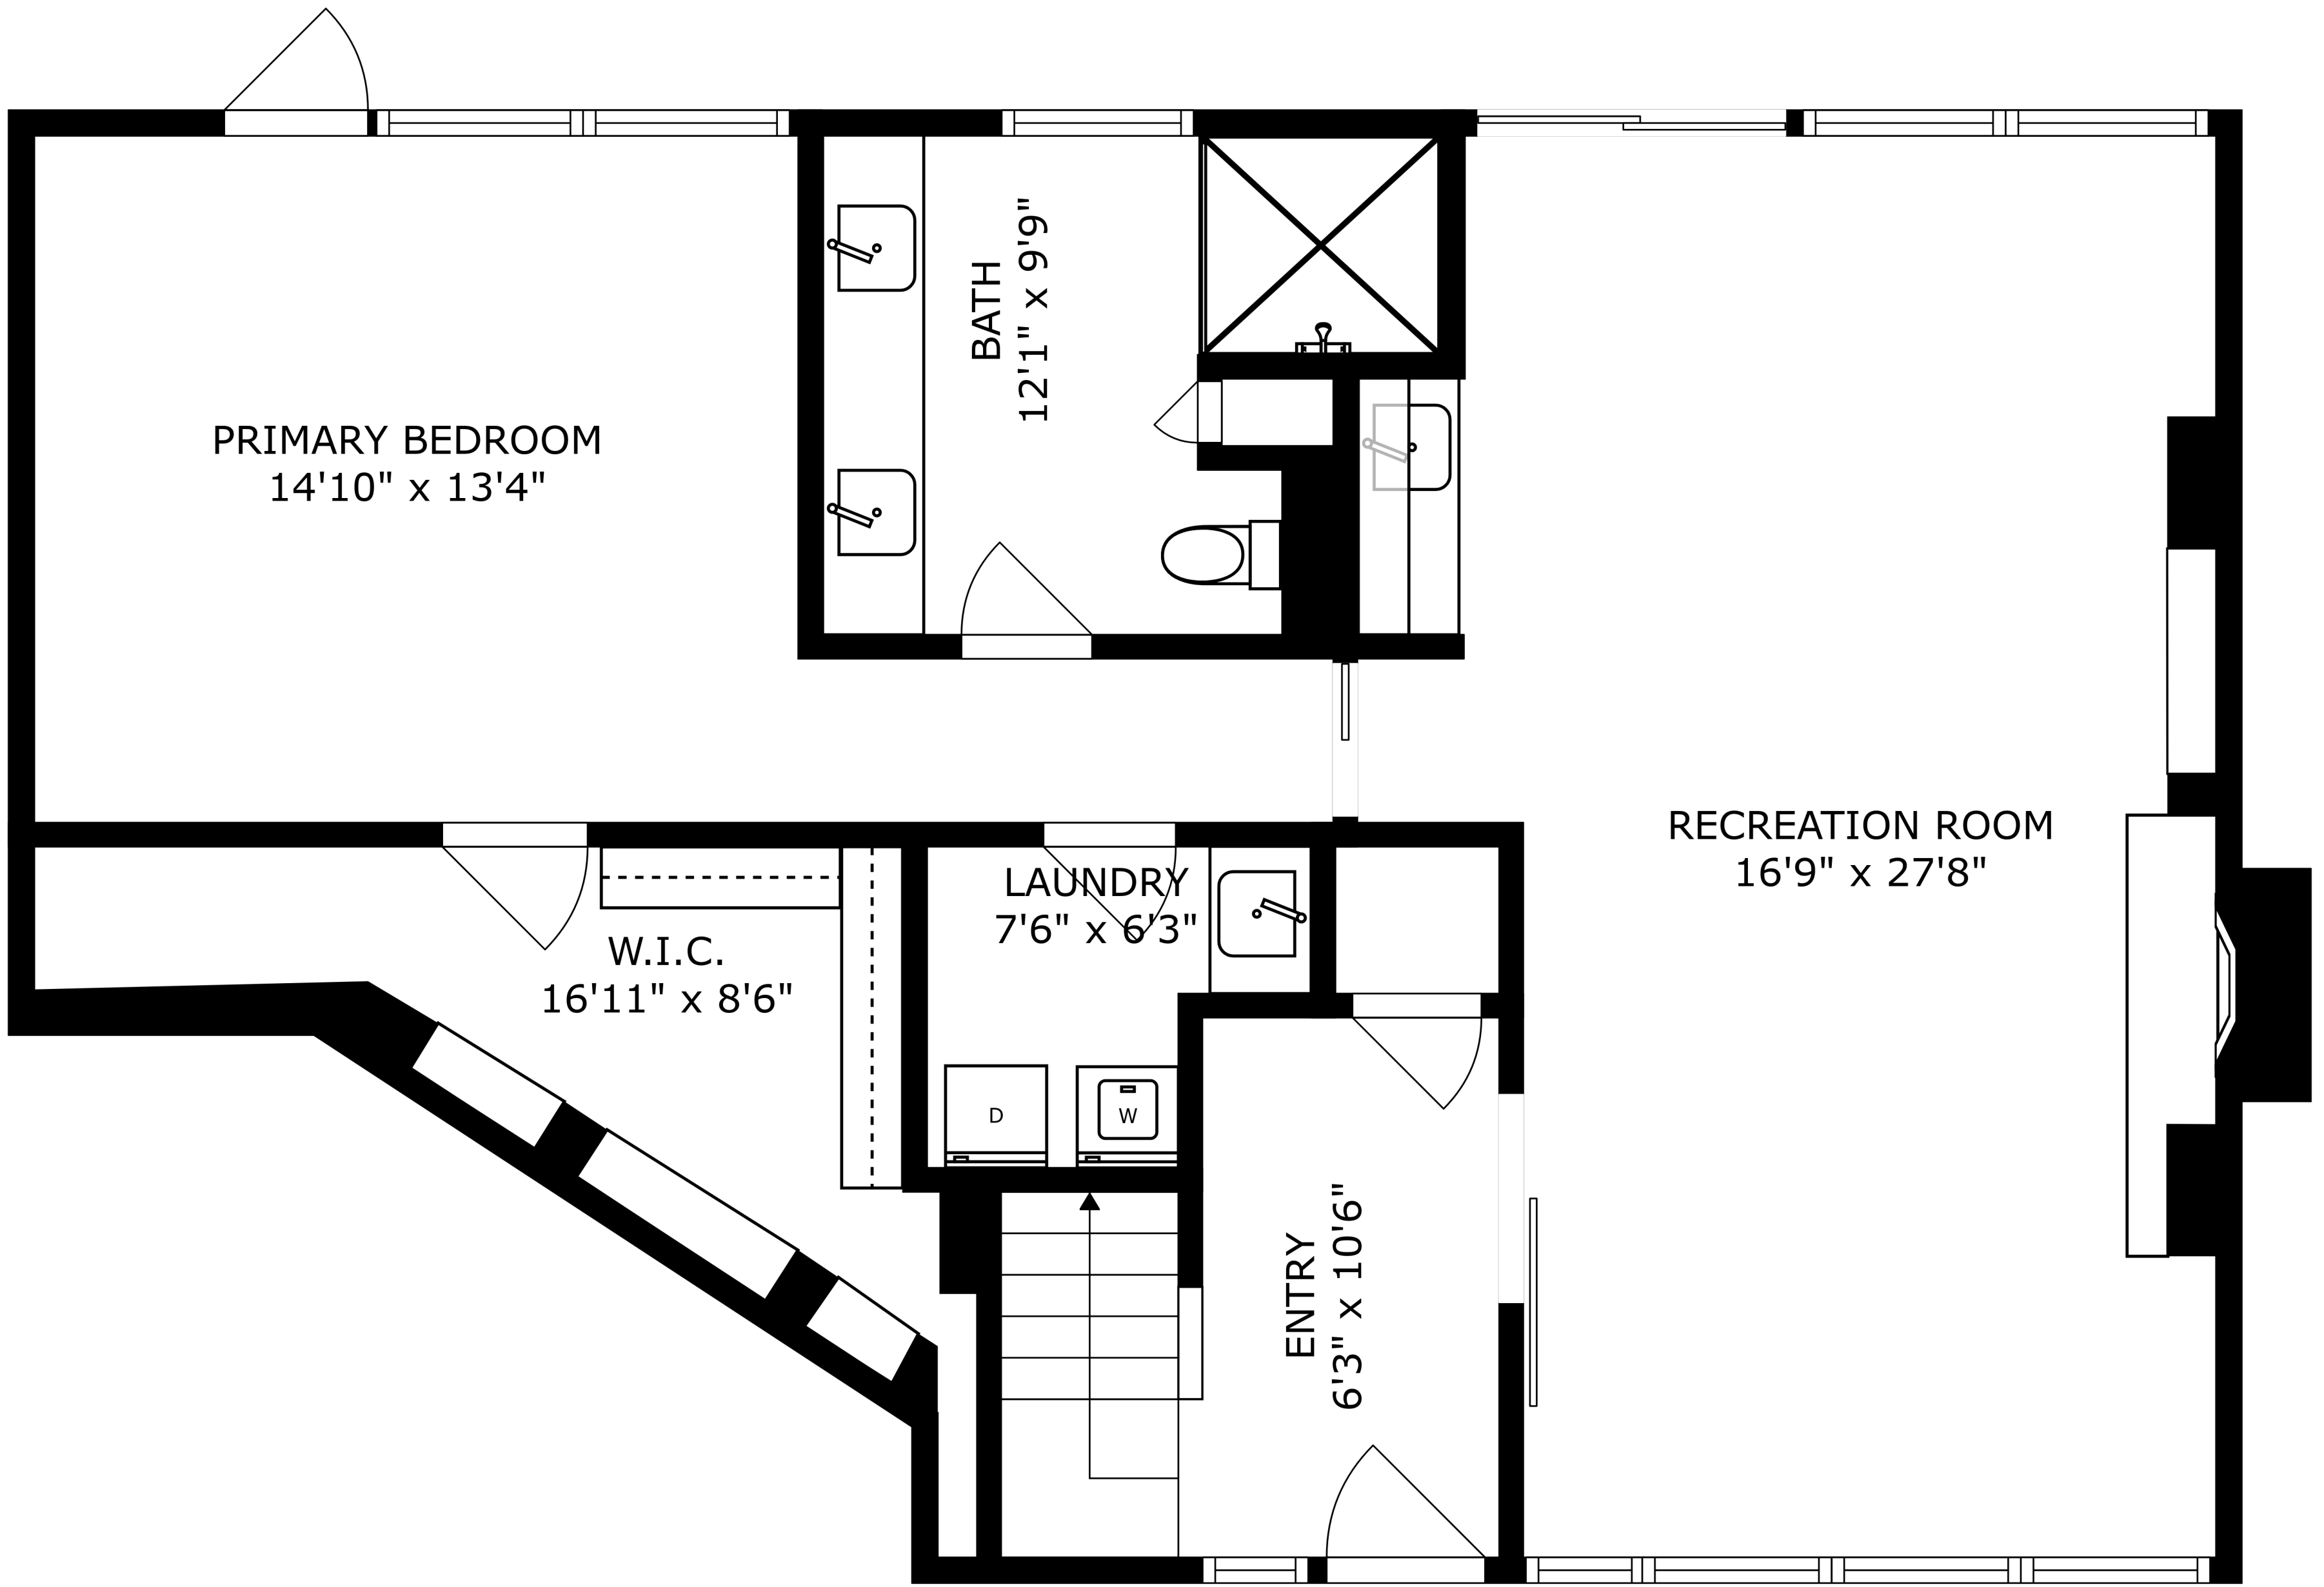 BATH
12'1" x 9'9"
PRIMARY BEDROOM
14'10" x 13'4"
RECREATION ROOM
16'9" x 27'8"
LAUNDRY
7'6" x 6'3"
W.I.C.
16'11" x 8'6"
D
W
ENTRY
6'3" x 10'6"